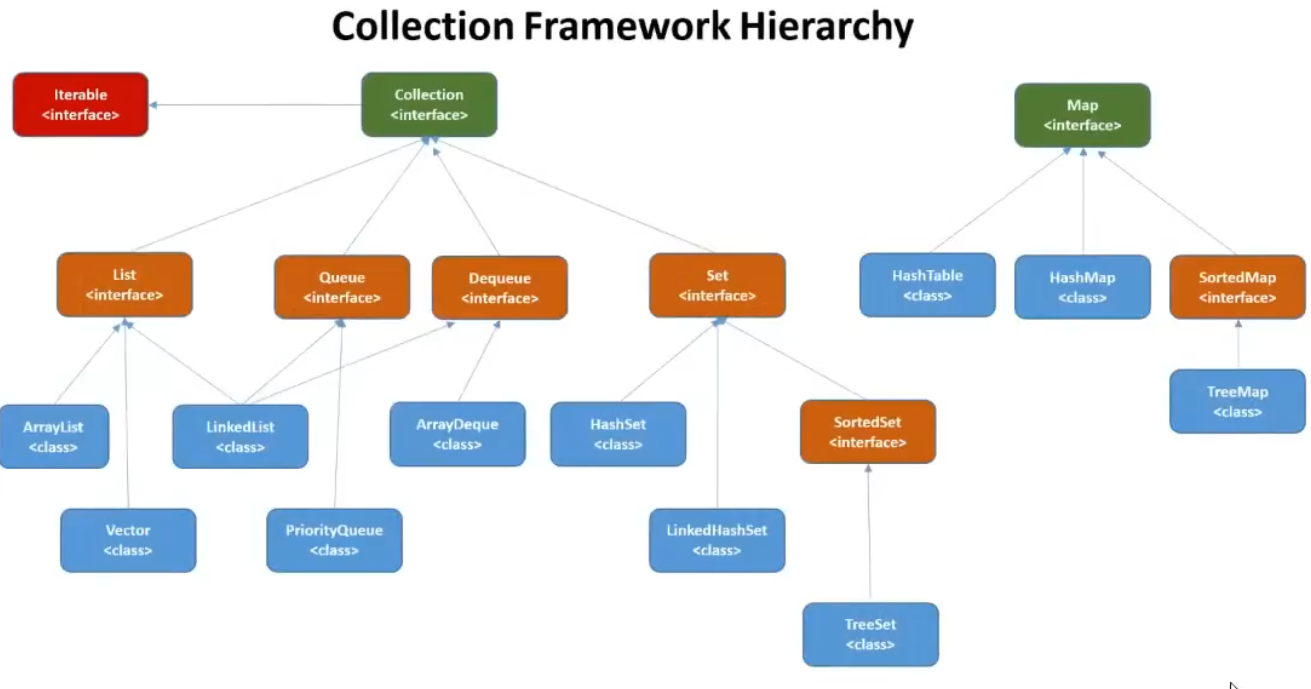 Collection Framework Hierarchy
Iterable
<interface>
Collection
<interface>
Map
<interface>
List
<interface>
Queue
<interface>
Dequeue
<interface>
Set
<interface>
HashTable
<class>
HashMap
<class>
SortedMap
<interface>
ArrayList
<class>
LinkedList
<class>
ArrayDeque
<class>
HashSet
<class>
SortedSet
<interface>
TreeMap
<class>
Vector
<class>
PriorityQueue
<class>
LinkedHashSet
<class>
TreeSet
<class>